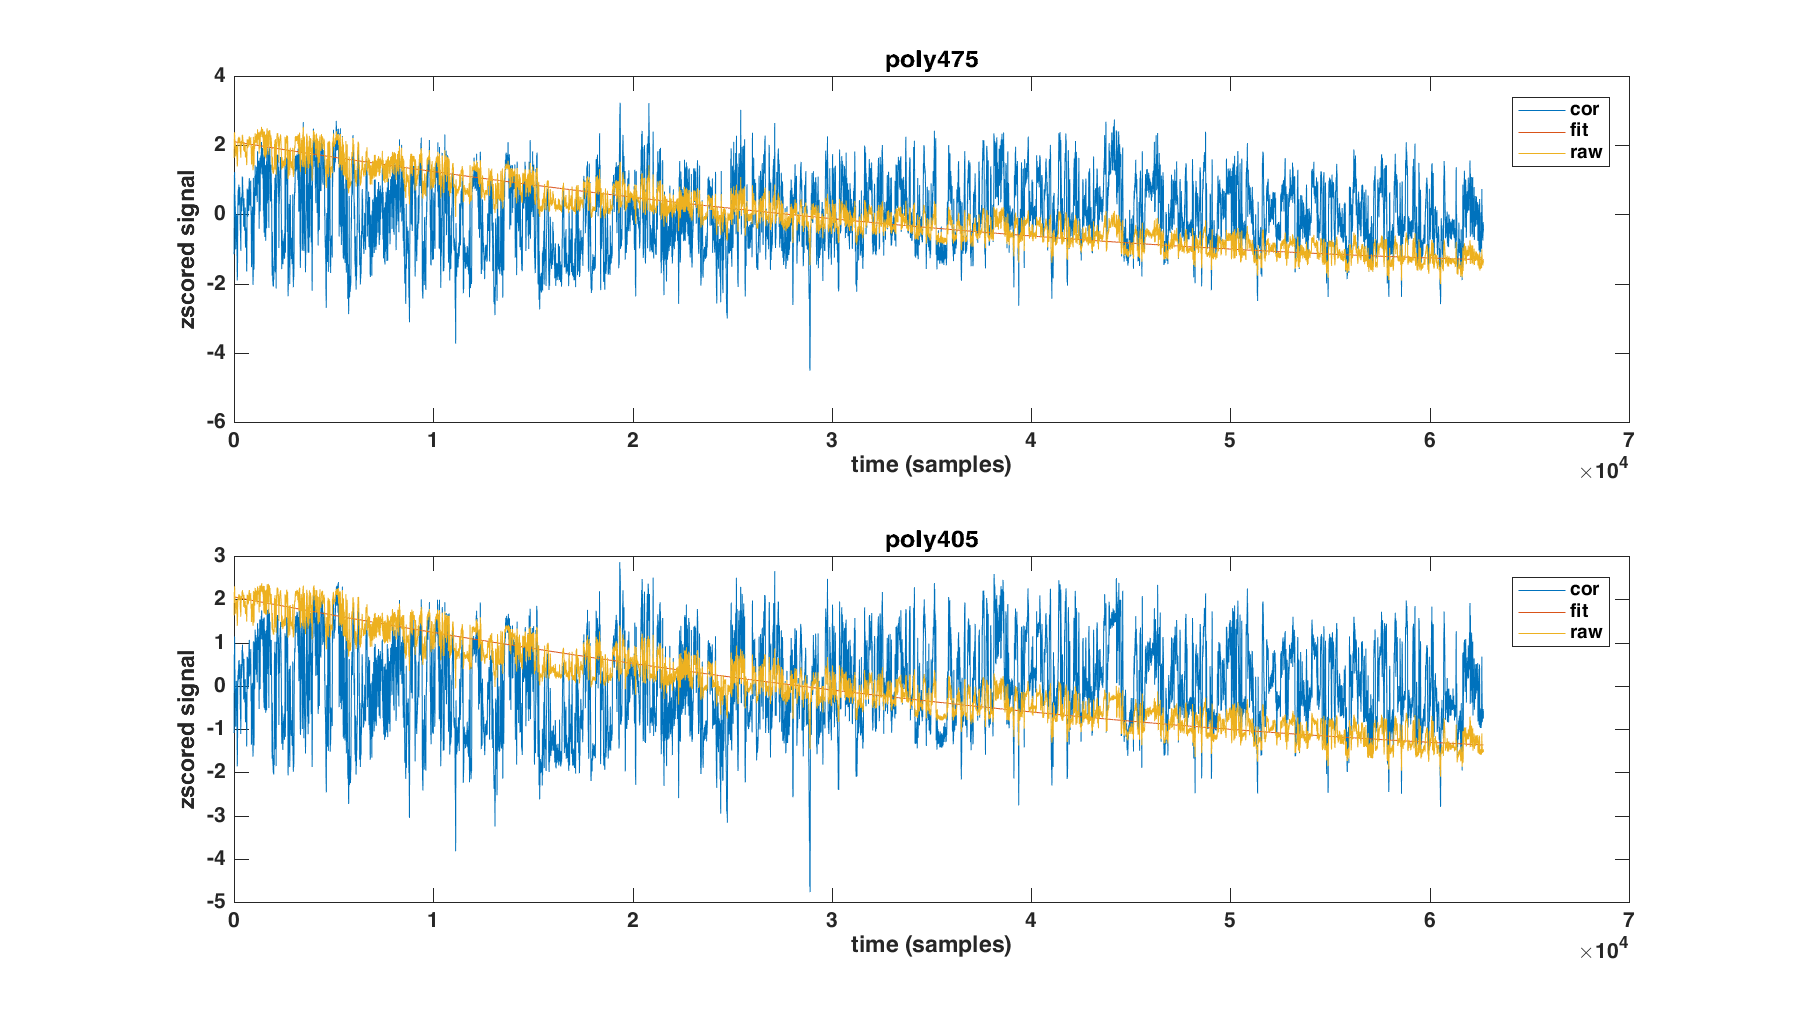 poly475
4
2
0
-2
-4
-6
zscored signal
cor
fit
raw
0 1 2 3 4 5 6 7
time (samples)
×10^4
poly405
3
2
1
0
-1
-2
-3
-4
-5
zscored signal
cor
fit
raw
0 1 2 3 4 5 6 7
time (samples)
×10^4